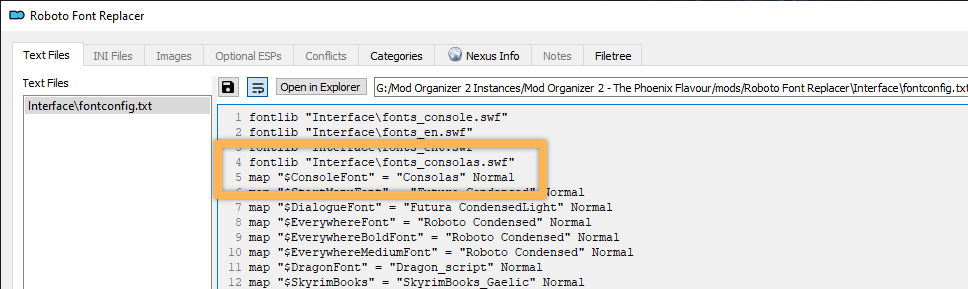 Roboto Font Replacer
Text Files INI Files Images Optional ESPs Conflicts Categories Nexus Info Notes Filetree
Text Files
Interface\fontconfig.txt
Open in Explorer G:/Mod Organizer 2 Instances/Mod Organizer 2 - The Phoenix Flavour/mods/Roboto Font Replacer\Interface\fontconfig.txt
1 fontlib "Interface\fonts_console.swf"
2 fontlib "Interface\fonts_en.swf"
3 fontlib "Interface\fonts_en0.swf"
4 fontlib "Interface\fonts_consolas.swf"
5 map "$ConsoleFont" = "Consolas" Normal
6 map "$StartMenuFont" = "Futura Condensed" Normal
7 map "$DialogueFont" = "Futura CondensedLight" Normal
8 map "$EverywhereFont" = "Roboto Condensed" Normal
9 map "$EverywhereBoldFont" = "Roboto Condensed" Normal
10 map "$EverywhereMediumFont" = "Roboto Condensed" Normal
11 map "$DragonFont" = "Dragon_script" Normal
12 map "$SkyrimBooks" = "SkyrimBooks_Gaelic" Normal